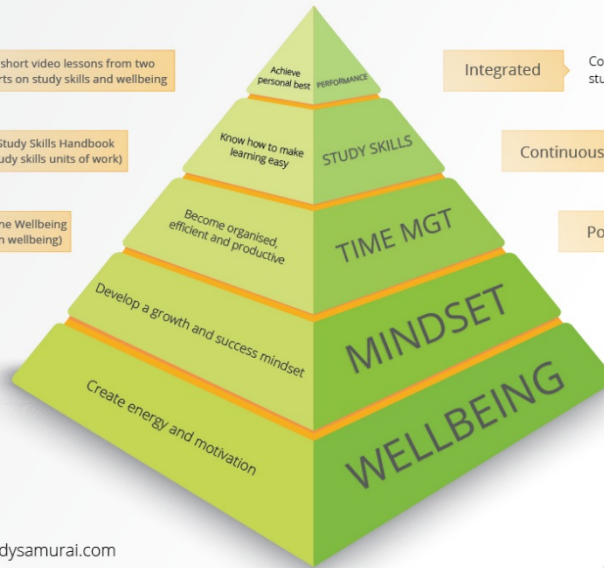 short video lessons from two
rts on study skills and wellbeing
Study Skills Handbook
udy skills units of work)
ne Wellbeing
n wellbeing)
Achieve
personal best
PERFORMANCE
Know how to make
learning easy
STUDY SKILLS
Become organised,
efficient and productive
TIME MGT
Develop a growth and success mindset
MINDSET
Create energy and motivation
WELLBEING
Integrated
Co
stu
Continuous
Po
dysamurai.com